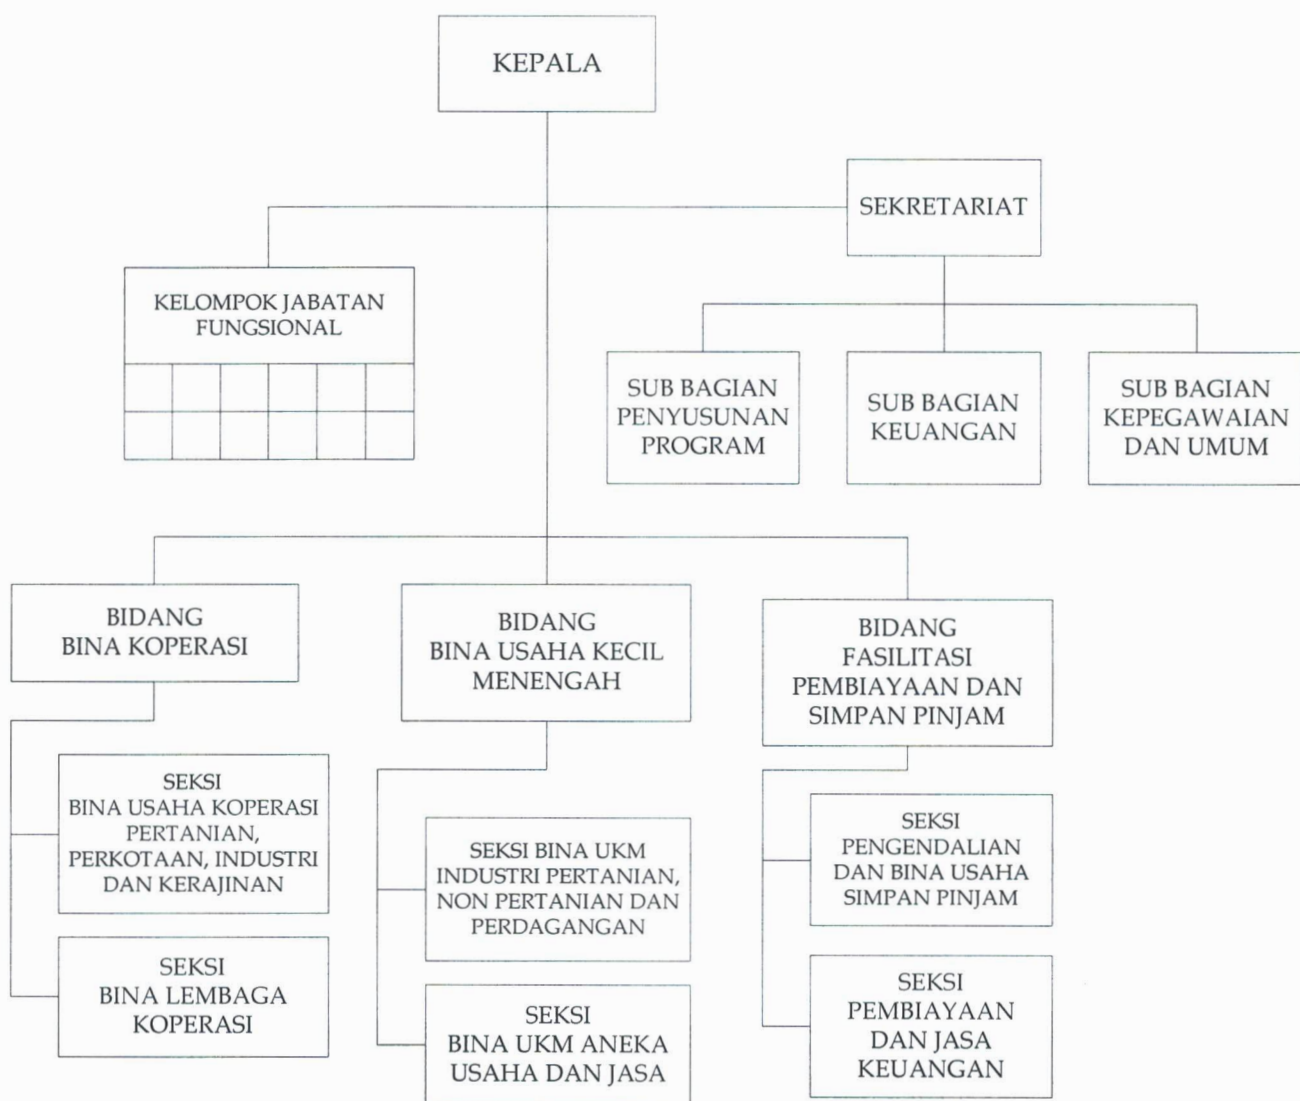 KEPALA
SEKRETARIAT
KELOMPOK JABATAN
FUNGSIONAL
SUB BAGIAN
PENYUSUNAN
PROGRAM
SUB BAGIAN
KEUANGAN
SUB BAGIAN
KEPEGAWAIAN
DAN UMUM
BIDANG
BINA KOPERASI
BIDANG
BINA USAHA KECIL
MENENGAH
BIDANG
FASILITASI
PEMBIAYAAN DAN
SIMPAN PINJAM
SEKSI
BINA USAHA KOPERASI
PERTANIAN,
PERKOTAAN, INDUSTRI
DAN KERAJINAN
SEKSI
BINA LEMBAGA
KOPERASI
SEKSI BINA UKM
INDUSTRI PERTANIAN,
NON PERTANIAN DAN
PERDAGANGAN
SEKSI
BINA UKM ANEKA
USAHA DAN JASA
SEKSI
PENGENDALIAN
DAN BINA USAHA
SIMPAN PINJAM
SEKSI
PEMBIAYAAN
DAN JASA
KEUANGAN